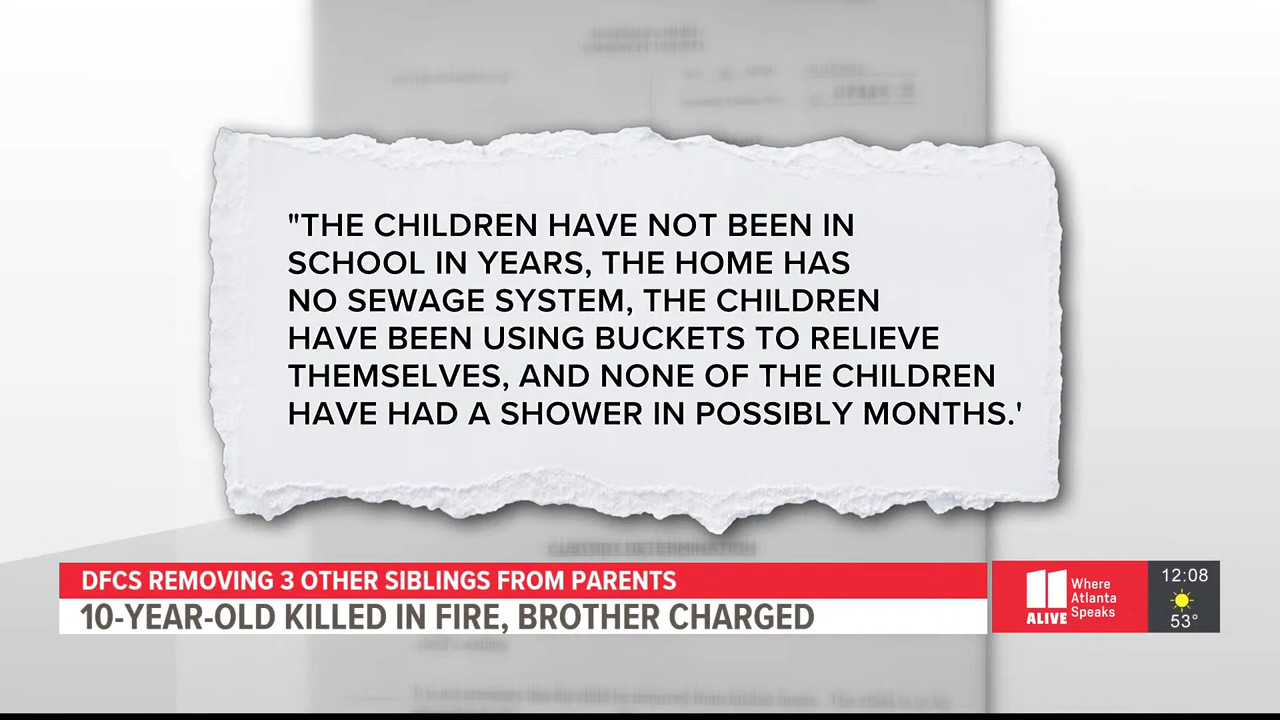 "THE CHILDREN HAVE NOT BEEN IN
SCHOOL IN YEARS, THE HOME HAS
NO SEWAGE SYSTEM, THE CHILDREN
HAVE BEEN USING BUCKETS TO RELIEVE
THEMSELVES, AND NONE OF THE CHILDREN
HAVE HAD A SHOWER IN POSSIBLY MONTHS.'
CUSTODY DETERMINATION
DFCS REMOVING 3 OTHER SIBLINGS FROM PARENTS
10-YEAR-OLD KILLED IN FIRE, BROTHER CHARGED
11
ALIVE
Where
Atlanta
Speaks
12:08
53°